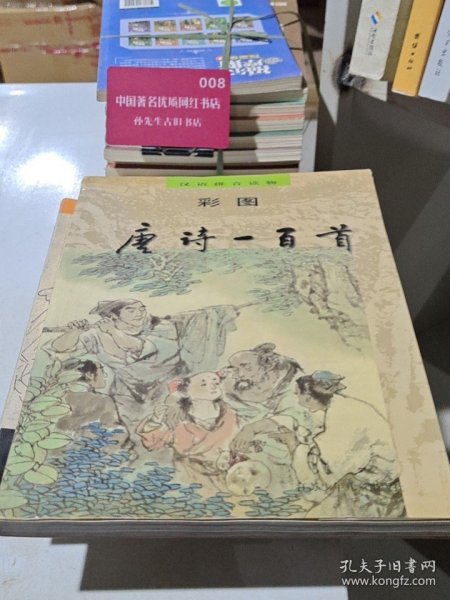 008
中国著名优质网红书店
孙先生古旧书店
汉语拼音读物
彩图
唐诗一百首
孔夫子旧书网
www.kongfz.com